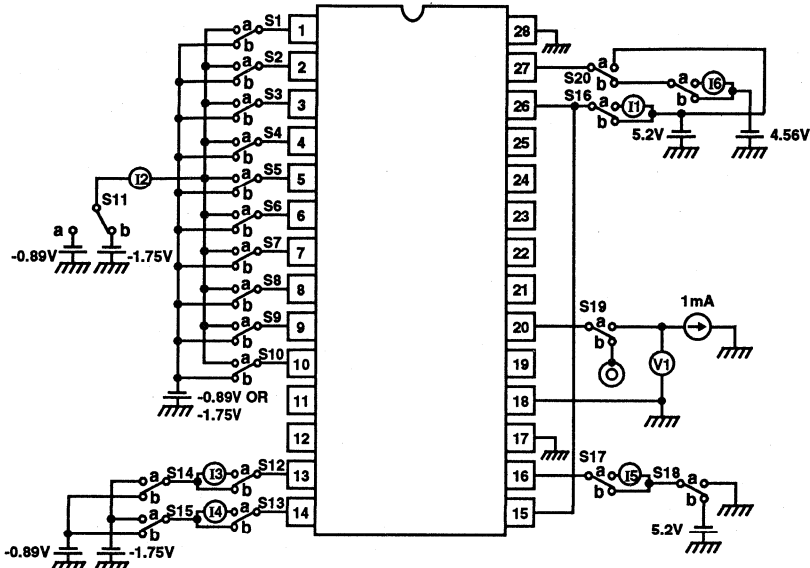 a S1 1 28
b
a S2 2 27 a
b S20 b a I6
a S3 3 26 S16 a I1 b
b b
5.2V 4.56V
a S4 4 25
b
I2 a S5 5 24
S11 b
a b a S6 6 23
b
-0.89V -1.75V
a S7 7 22
b
a S8 8 21
b S19 1mA
a S9 9 20 a
b b
a S10 10 19 V1
b
-0.89V OR 11 18
-1.75V
12 17
a S14 I3 a S12 13 16 S17 a I5 S18 a
b b b b
a S15 I4 a S13 14 15
b b
-0.89V -1.75V 5.2V